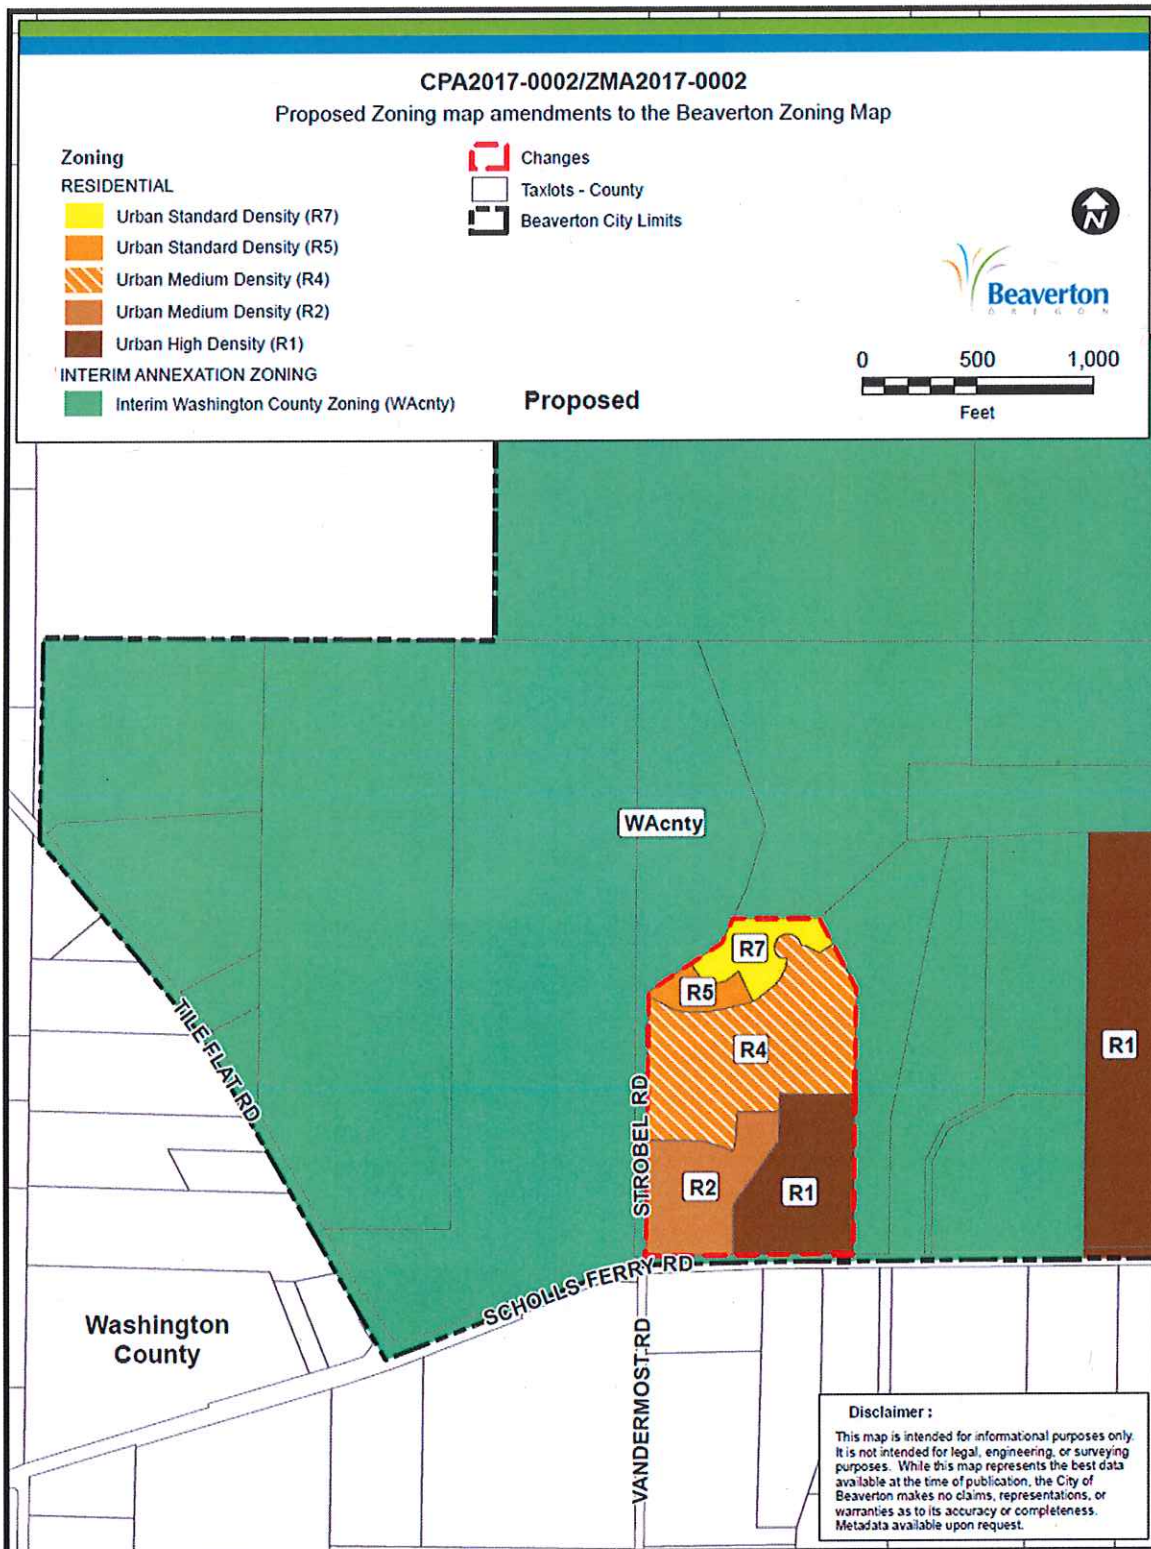 CPA2017-0002/ZMA2017-0002
Proposed Zoning map amendments to the Beaverton Zoning Map
Zoning
RESIDENTIAL
Urban Standard Density (R7)
Urban Standard Density (R5)
Urban Medium Density (R4)
Urban Medium Density (R2)
Urban High Density (R1)
INTERIM ANNEXATION ZONING
Interim Washington County Zoning (WAcnty)
Changes
Taxlots - County
Beaverton City Limits
Proposed
N
Beaverton
OREGON
0 500 1,000
Feet
WAcnty
R7
R5
R4
R1
R2
R1
TILE FLAT RD
STROBEL RD
SCHOLLS FERRY RD
VANDERMOST RD
Washington
County
Disclaimer :
This map is intended for informational purposes only.
It is not intended for legal, engineering, or surveying
purposes. While this map represents the best data
available at the time of publication, the City of
Beaverton makes no claims, representations, or
warranties as to its accuracy or completeness.
Metadata available upon request.